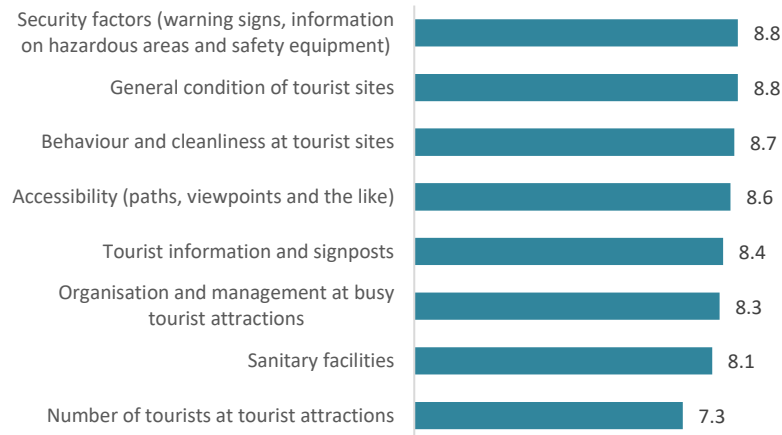 Security factors (warning signs, information
on hazardous areas and safety equipment)
8.8
General condition of tourist sites
8.8
Behaviour and cleanliness at tourist sites
8.7
Accessibility (paths, viewpoints and the like)
8.6
Tourist information and signposts
8.4
Organisation and management at busy
tourist attractions
8.3
Sanitary facilities
8.1
Number of tourists at tourist attractions
7.3